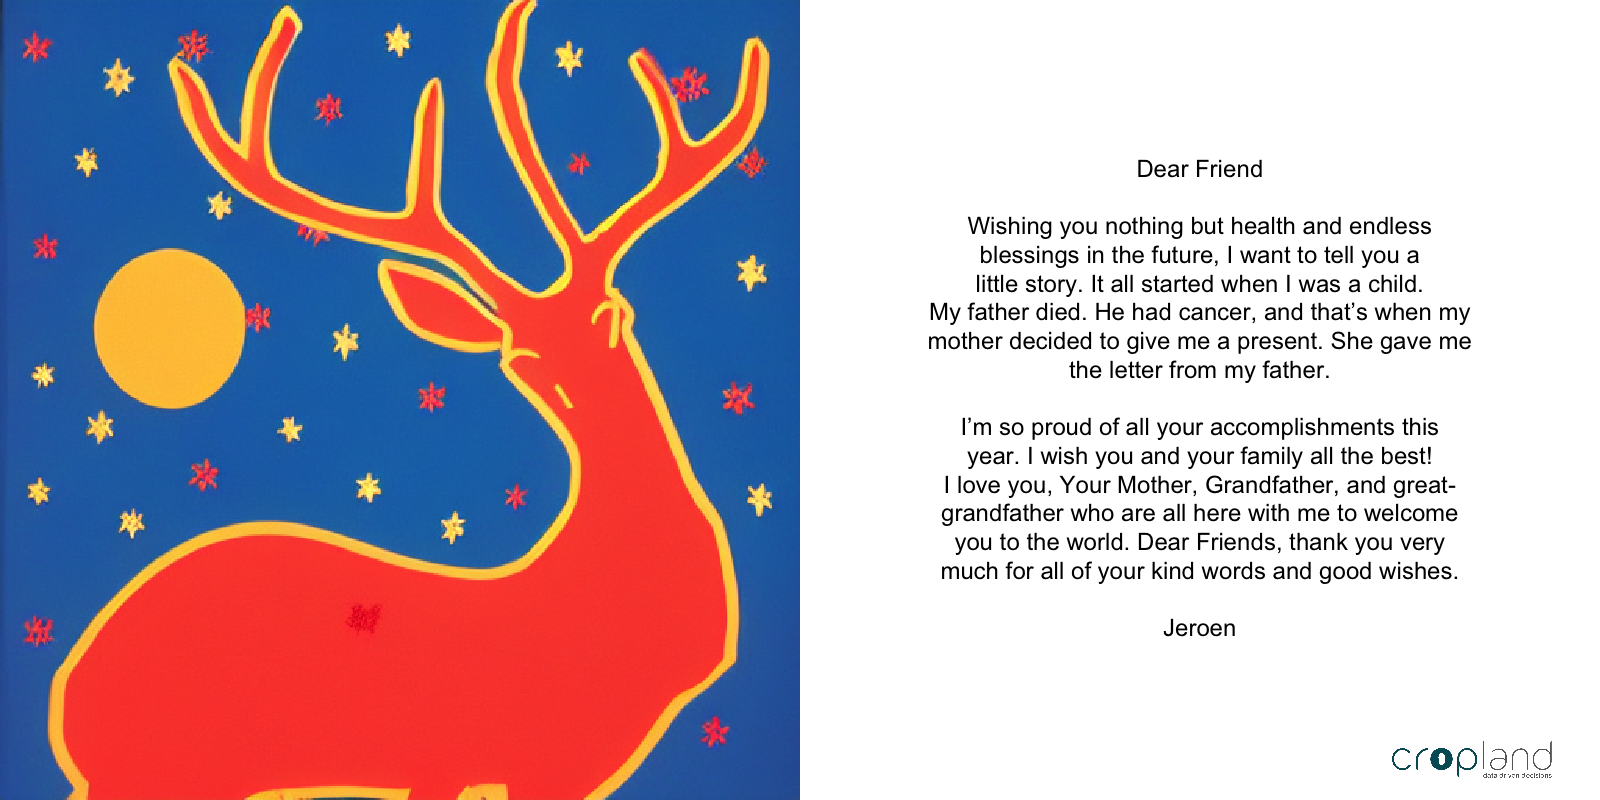 Dear Friend
Wishing you nothing but health and endless
blessings in the future, I want to tell you a
little story. It all started when I was a child.
My father died. He had cancer, and that’s when my
mother decided to give me a present. She gave me
the letter from my father.
I’m so proud of all your accomplishments this
year. I wish you and your family all the best!
I love you, Your Mother, Grandfather, and great-
grandfather who are all here with me to welcome
you to the world. Dear Friends, thank you very
much for all of your kind words and good wishes.
Jeroen
cropland
data driven decisions